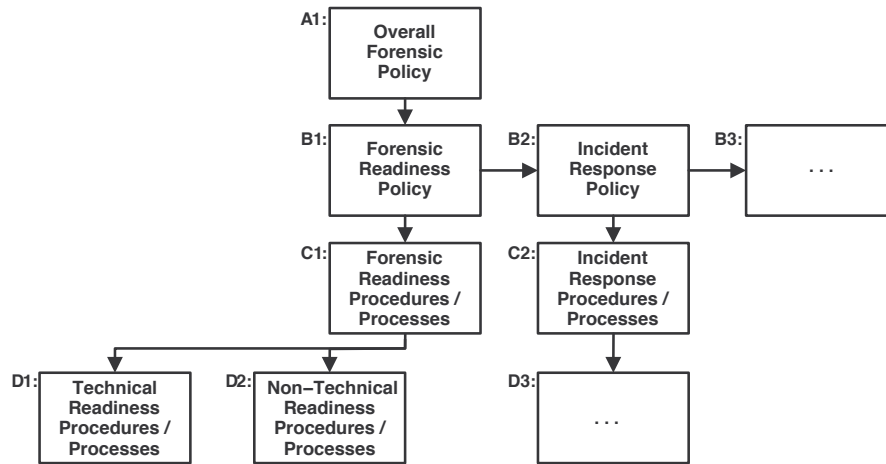 A1:
Overall
Forensic
Policy
B1:
Forensic
Readiness
Policy
B2:
Incident
Response
Policy
B3:
. . .
C1:
Forensic
Readiness
Procedures /
Processes
C2:
Incident
Response
Procedures /
Processes
D1:
Technical
Readiness
Procedures /
Processes
D2:
Non−Technical
Readiness
Procedures /
Processes
D3:
. . .